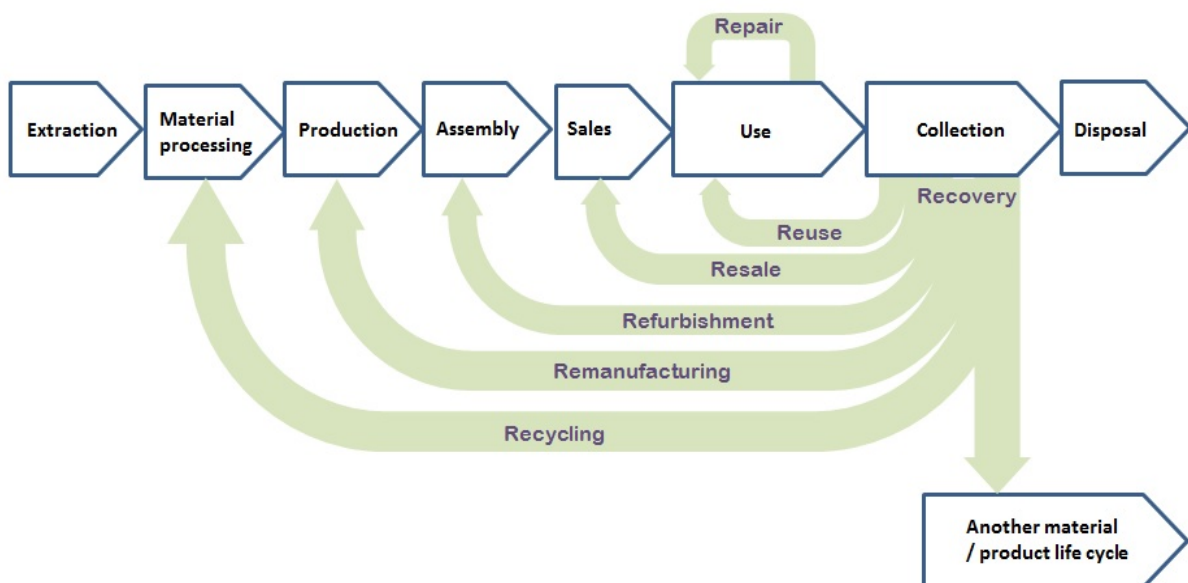 Repair
Extraction
Material
processing
Production
Assembly
Sales
Use
Collection
Disposal
Recovery
Reuse
Resale
Refurbishment
Remanufacturing
Recycling
Another material
/ product life cycle